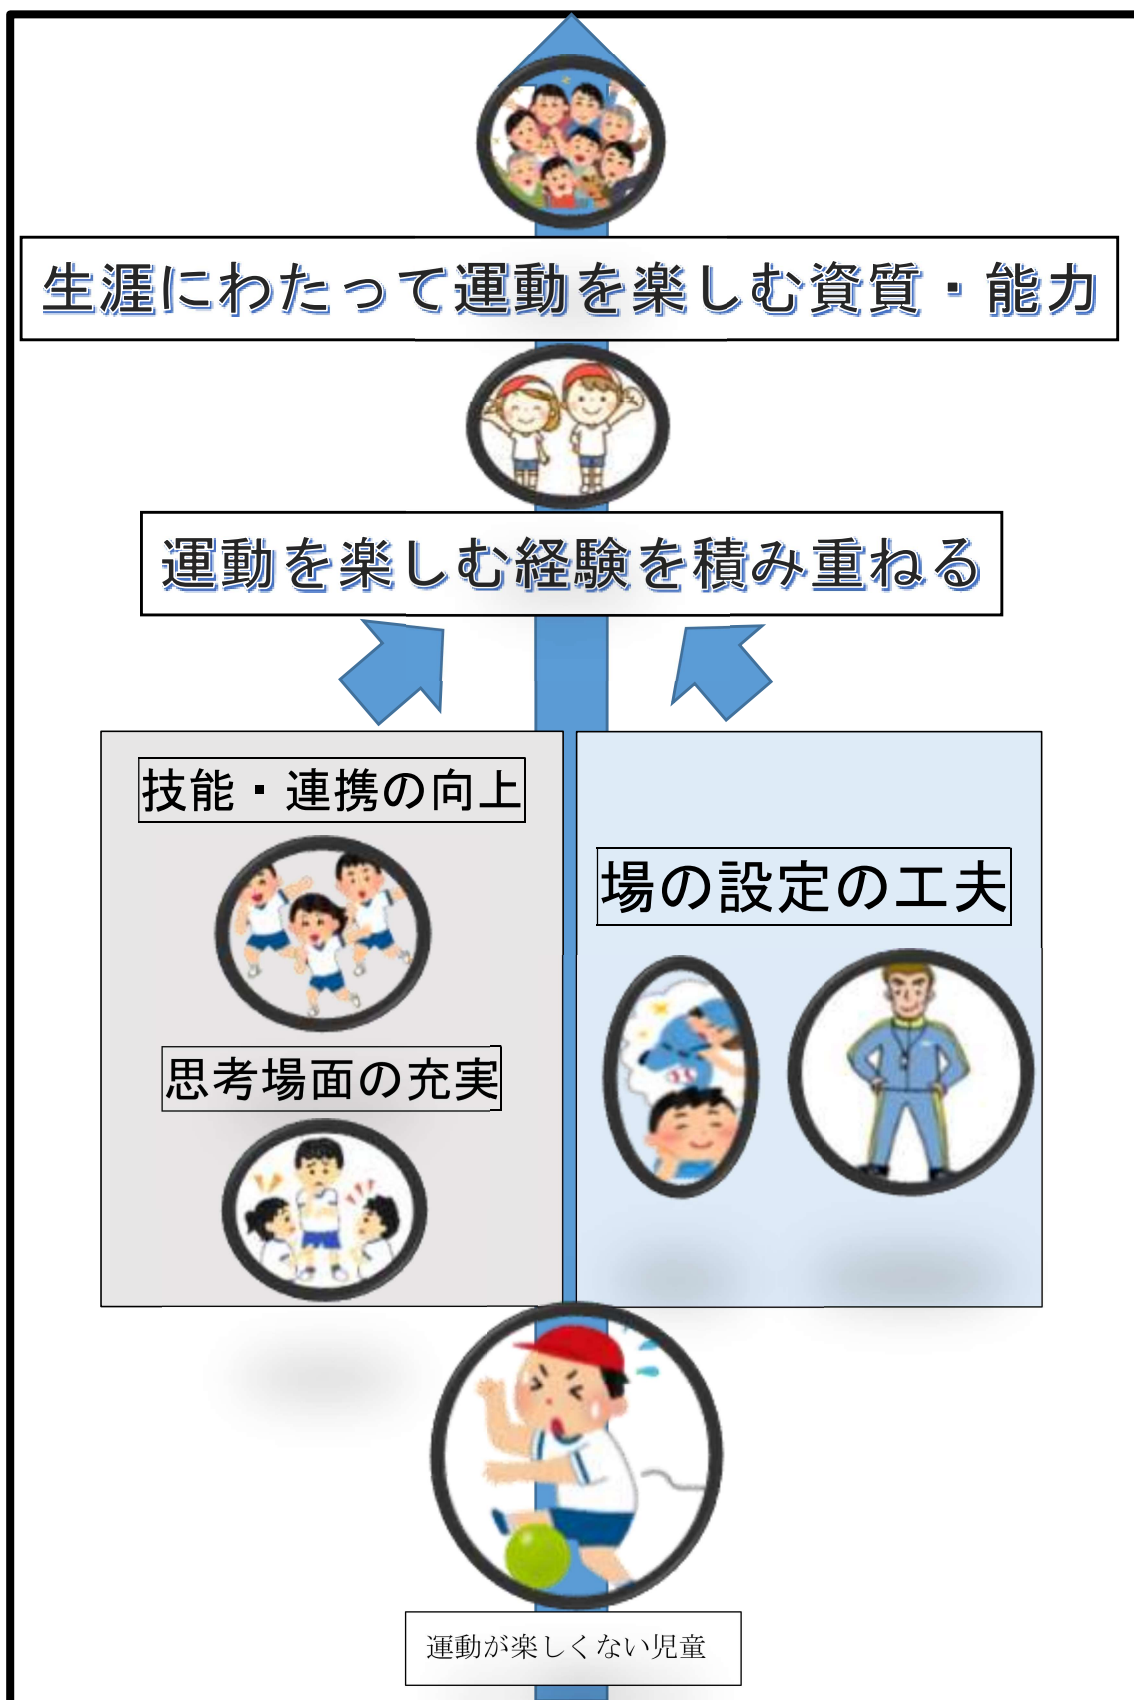 生涯にわたって運動を楽しむ資質・能力
運動を楽しむ経験を積み重ねる
技能・連携の向上
思考場面の充実
場の設定の工夫
運動が楽しくない児童